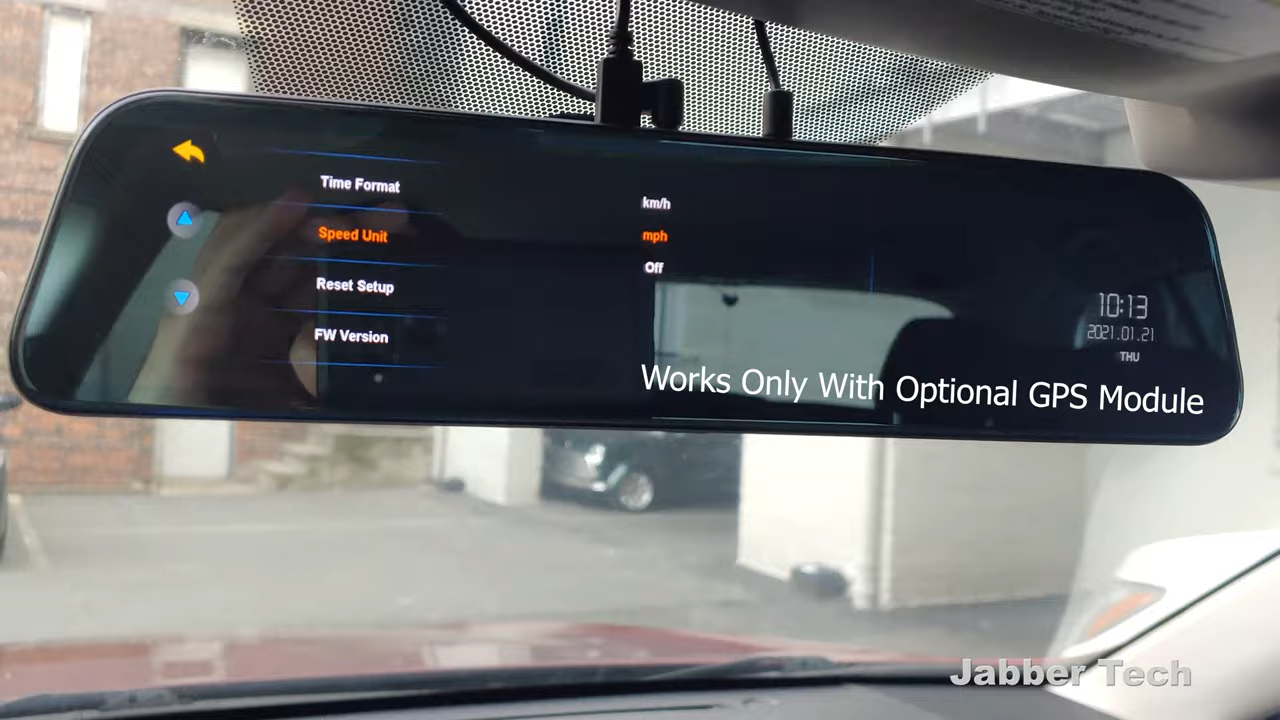 Time Format
Speed Unit
Reset Setup
FW Version
km/h
mph
Off
10:13
2021.01.21
THU
Works Only With Optional GPS Module
Jabber Tech